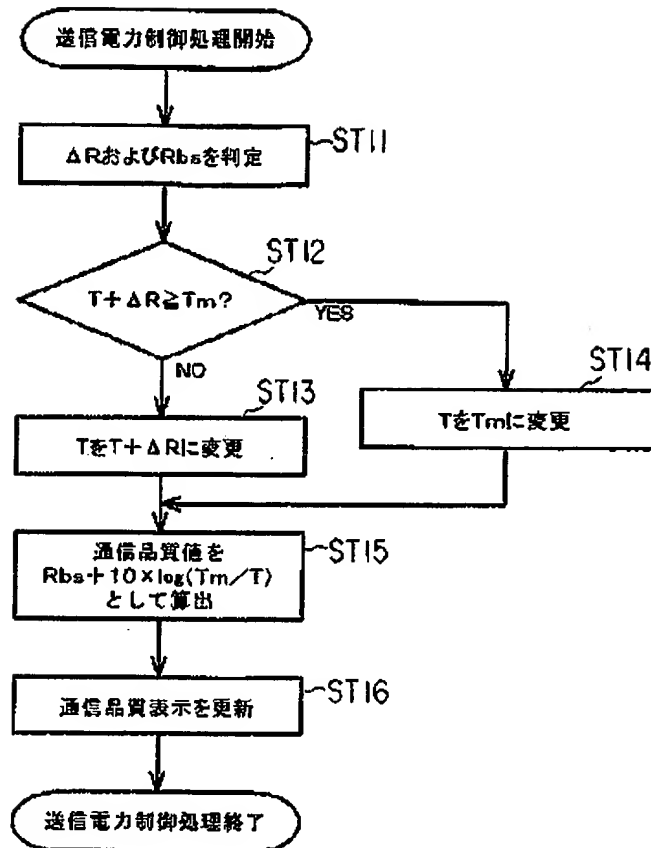 送信電力制御処理開始
ΔRおよびRbsを判定
ST11
ST12
T+ΔR≧Tm?
YES
NO
ST13
TをT+ΔRに変更
ST14
TをTmに変更
通信品質値を
Rbs+10×log(Tm/T)
として算出
ST15
通信品質表示を更新
ST16
送信電力制御処理終了